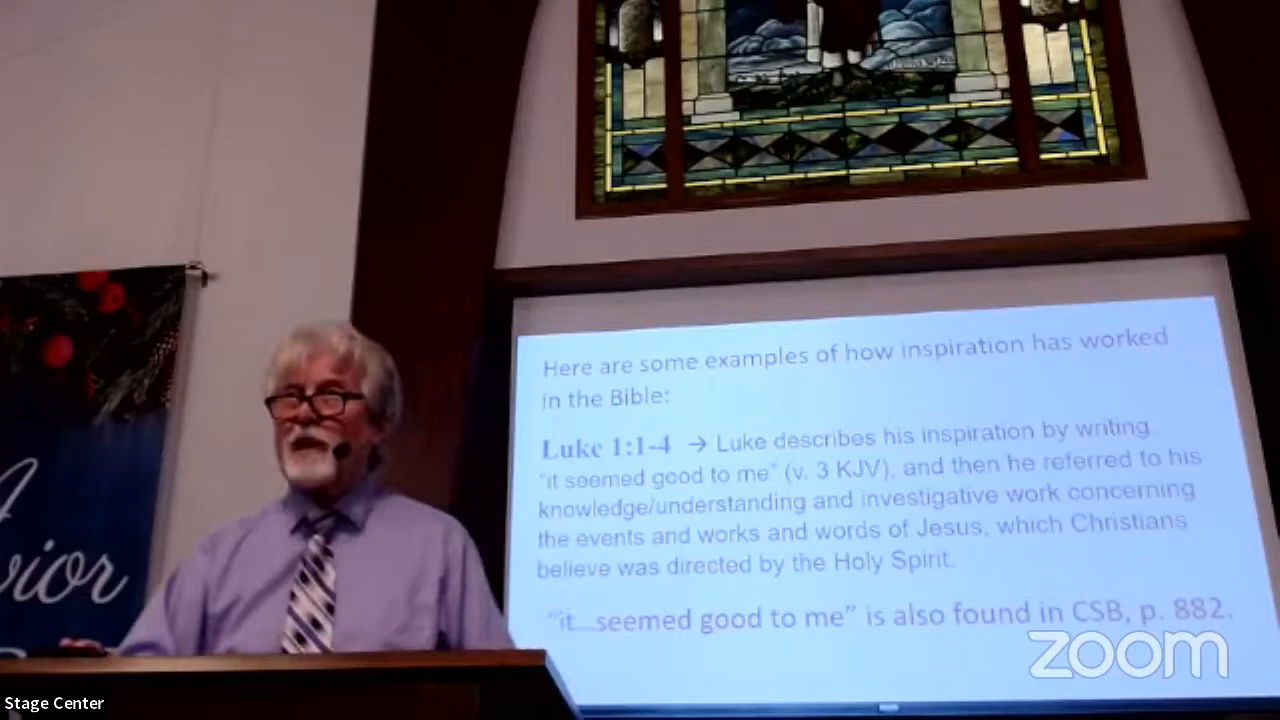 Here are some examples of how inspiration has worked
in the Bible:
Luke 1:1-4 → Luke describes his inspiration by writing
"it seemed good to me" (v. 3 KJV), and then he referred to his
knowledge/understanding and investigative work concerning
the events and works and words of Jesus, which Christians
believe was directed by the Holy Spirit.
"it...seemed good to me" is also found in CSB, p. 882.
zoom
A
vior
Stage Center